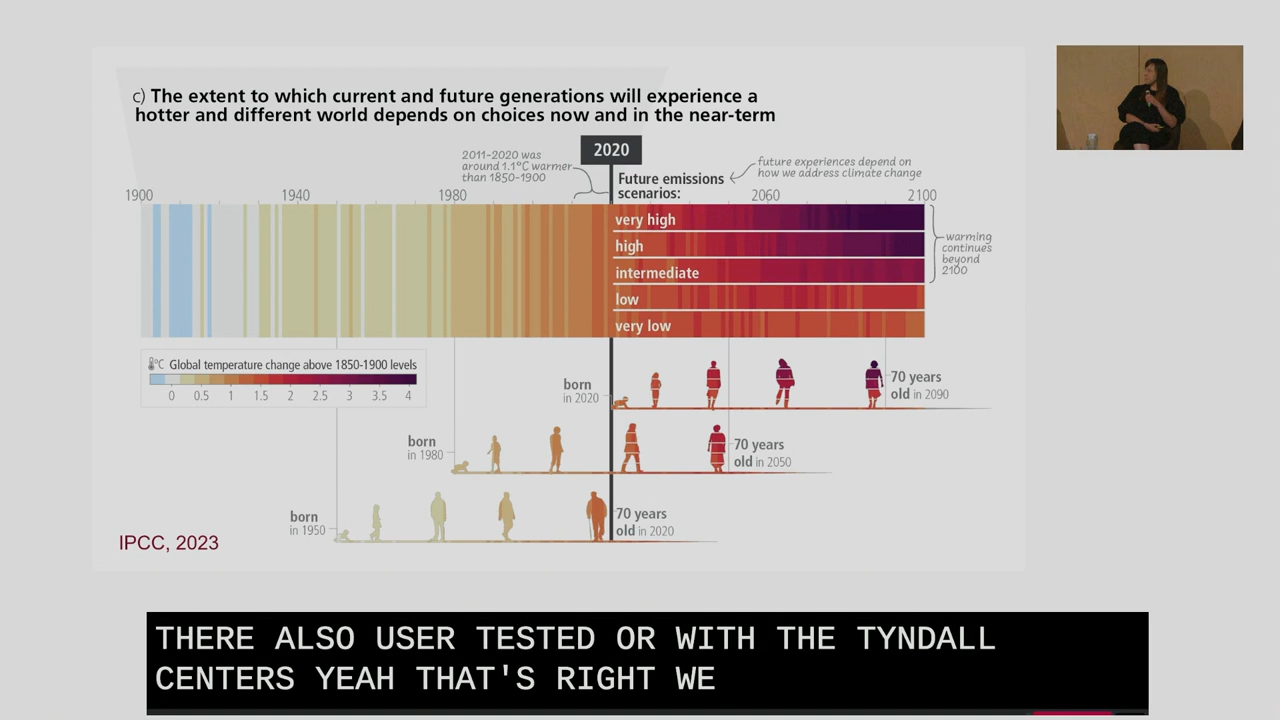 c) The extent to which current and future generations will experience a
hotter and different world depends on choices now and in the near-term
2020
2011-2020 was
around 1.1°C warmer
than 1850-1900
future experiences depend on
how we address climate change
Future emissions
scenarios:
1900
1940
1980
2060
2100
very high
high
intermediate
low
very low
warming
continues
beyond
2100
°C Global temperature change above 1850-1900 levels
0 0.5 1 1.5 2 2.5 3 3.5 4
born
in 2020
70 years
old in 2090
born
in 1980
70 years
old in 2050
born
in 1950
70 years
old in 2020
IPCC, 2023
THERE ALSO USER TESTED OR WITH THE TYNDALL
CENTERS YEAH THAT'S RIGHT WE